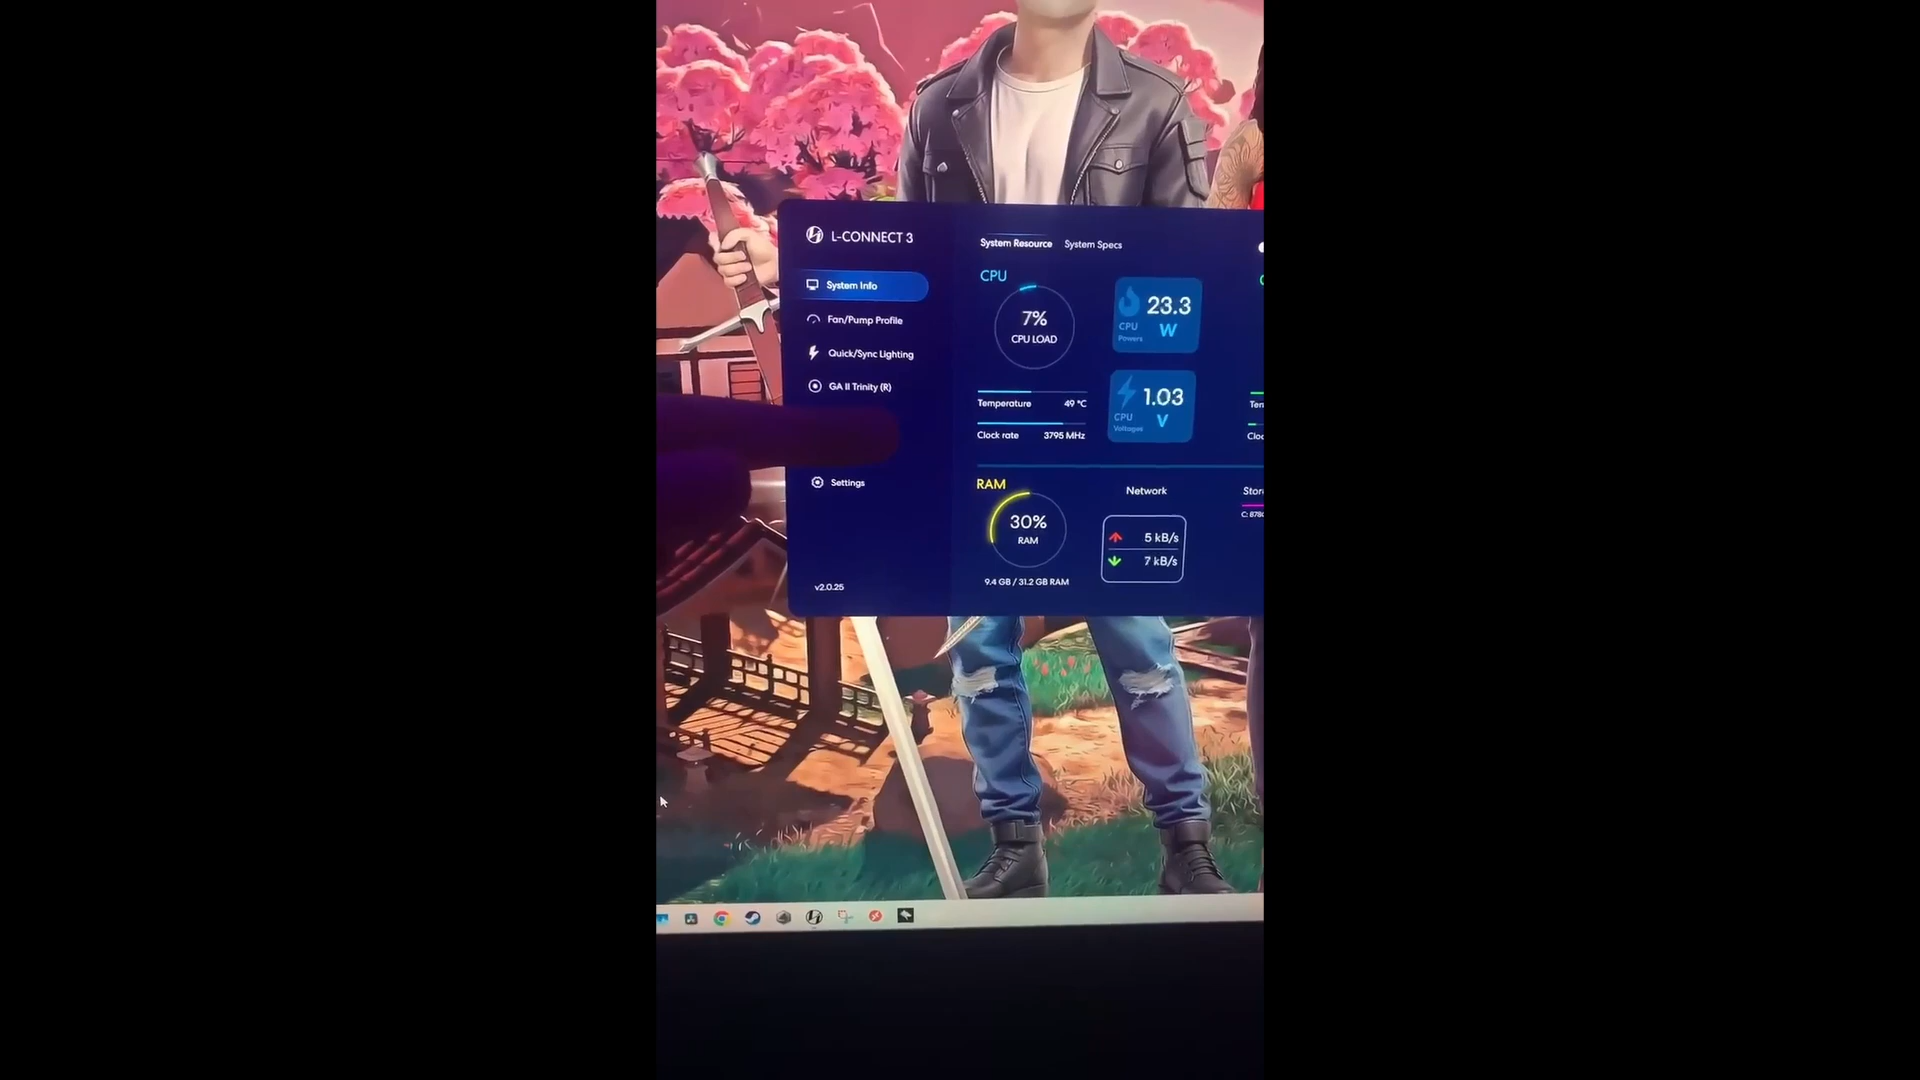 L-CONNECT 3
System Info
Fan/Pump Profile
Quick/Sync Lighting
GA II Trinity (R)
Settings
v2.0.25
System Resource System Specs
CPU
7%
CPU LOAD
23.3
CPU W
Powers
Temperature 49 °C
Clock rate 3795 MHz
1.03
CPU V
Voltages
RAM
30%
RAM
9.4 GB / 31.2 GB RAM
Network
5 kB/s
7 kB/s
C: